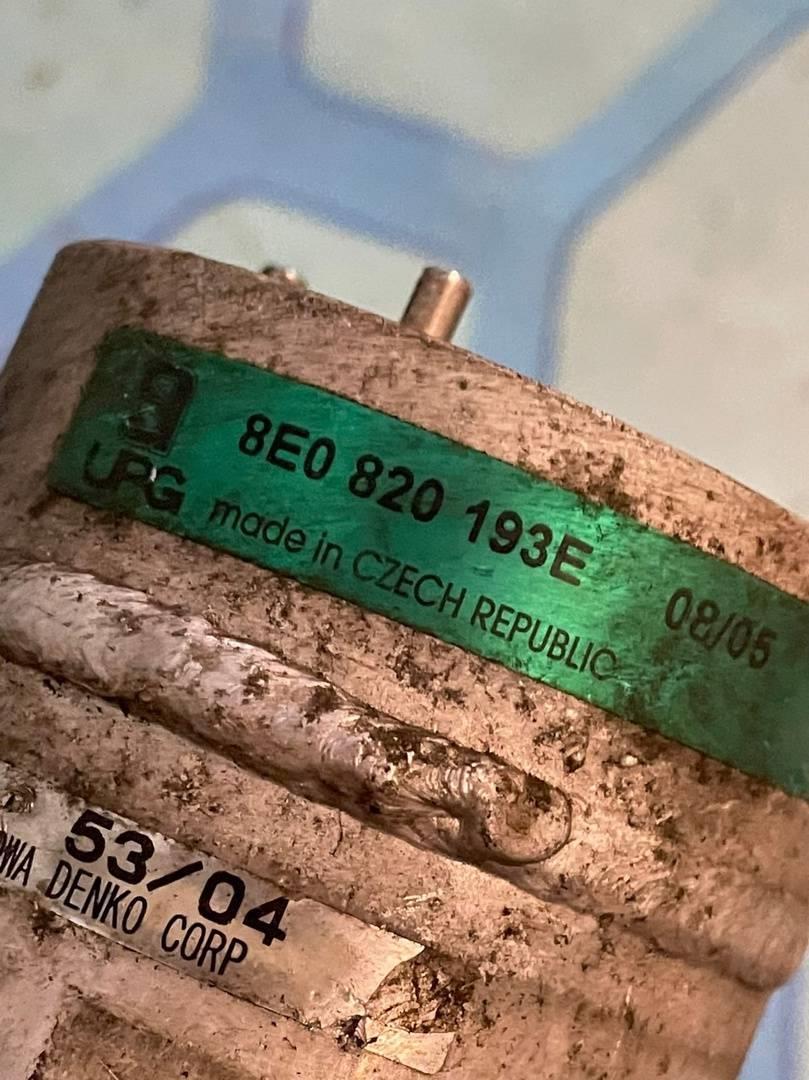 8E0 820 193E
UPG
made in CZECH REPUBLIC
08/05
53/04
DENKO CORP